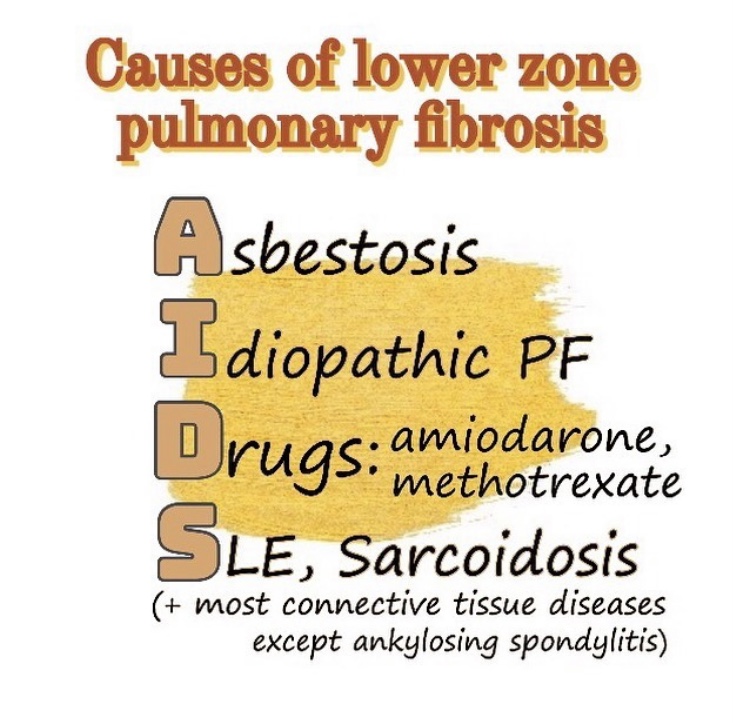 Causes of lower zone
pulmonary fibrosis
Asbestosis
Idiopathic PF
Drugs: amiodarone,
methotrexate
SLE, Sarcoidosis
(+ most connective tissue diseases
except ankylosing spondylitis)